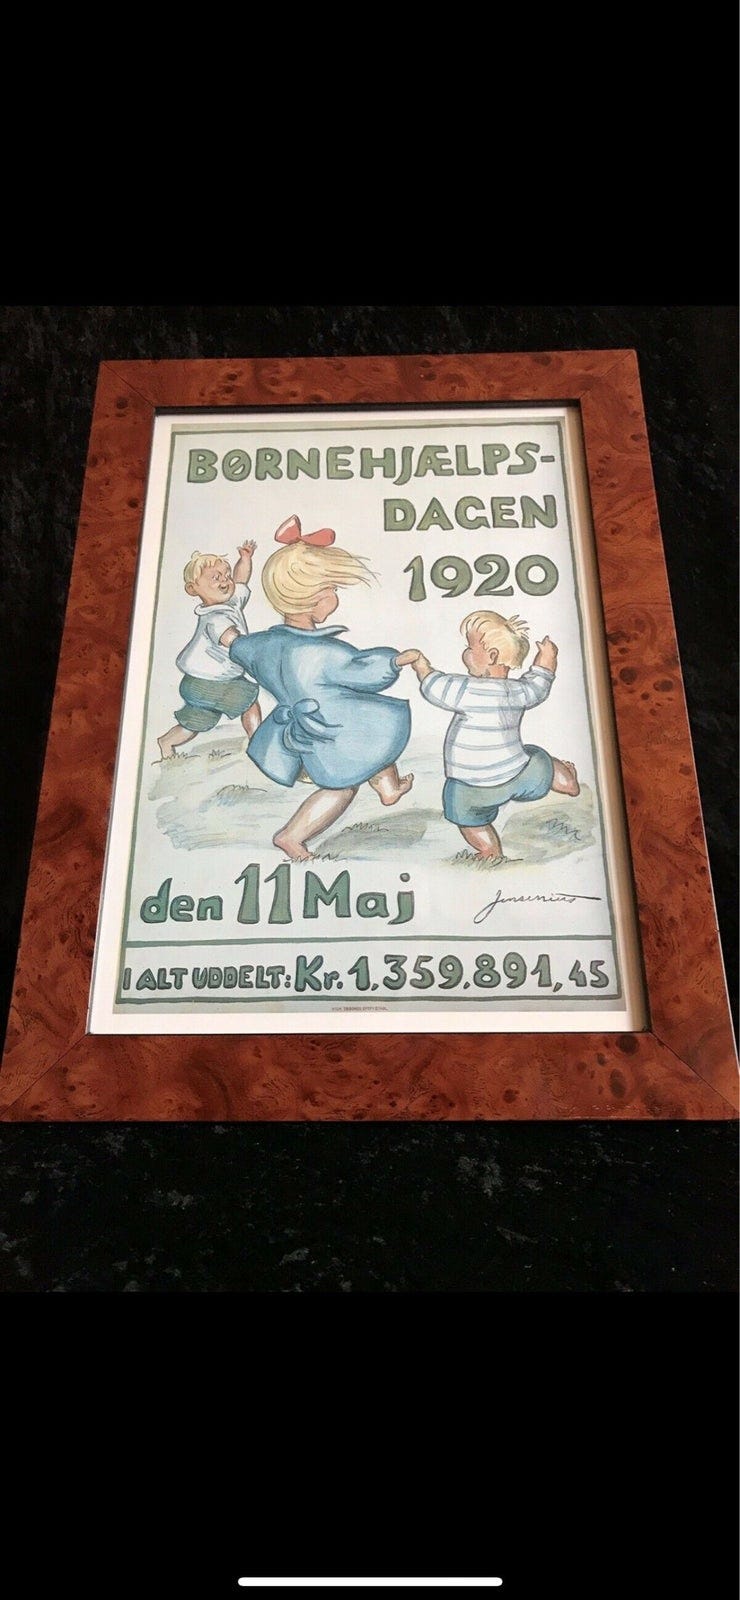 BØRNEHJÆLPS-
DAGEN
1920
den 11 Maj
Jensenius
I ALT UDDELT: Kr. 1,359,891,45